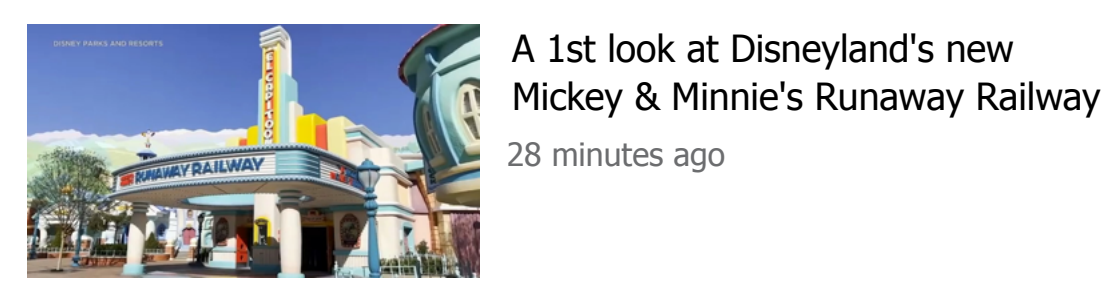 DISNEY PARKS AND RESORTS
EL CAPITOON
RUNAWAY RAILWAY
A 1st look at Disneyland's new
Mickey & Minnie's Runaway Railway
28 minutes ago